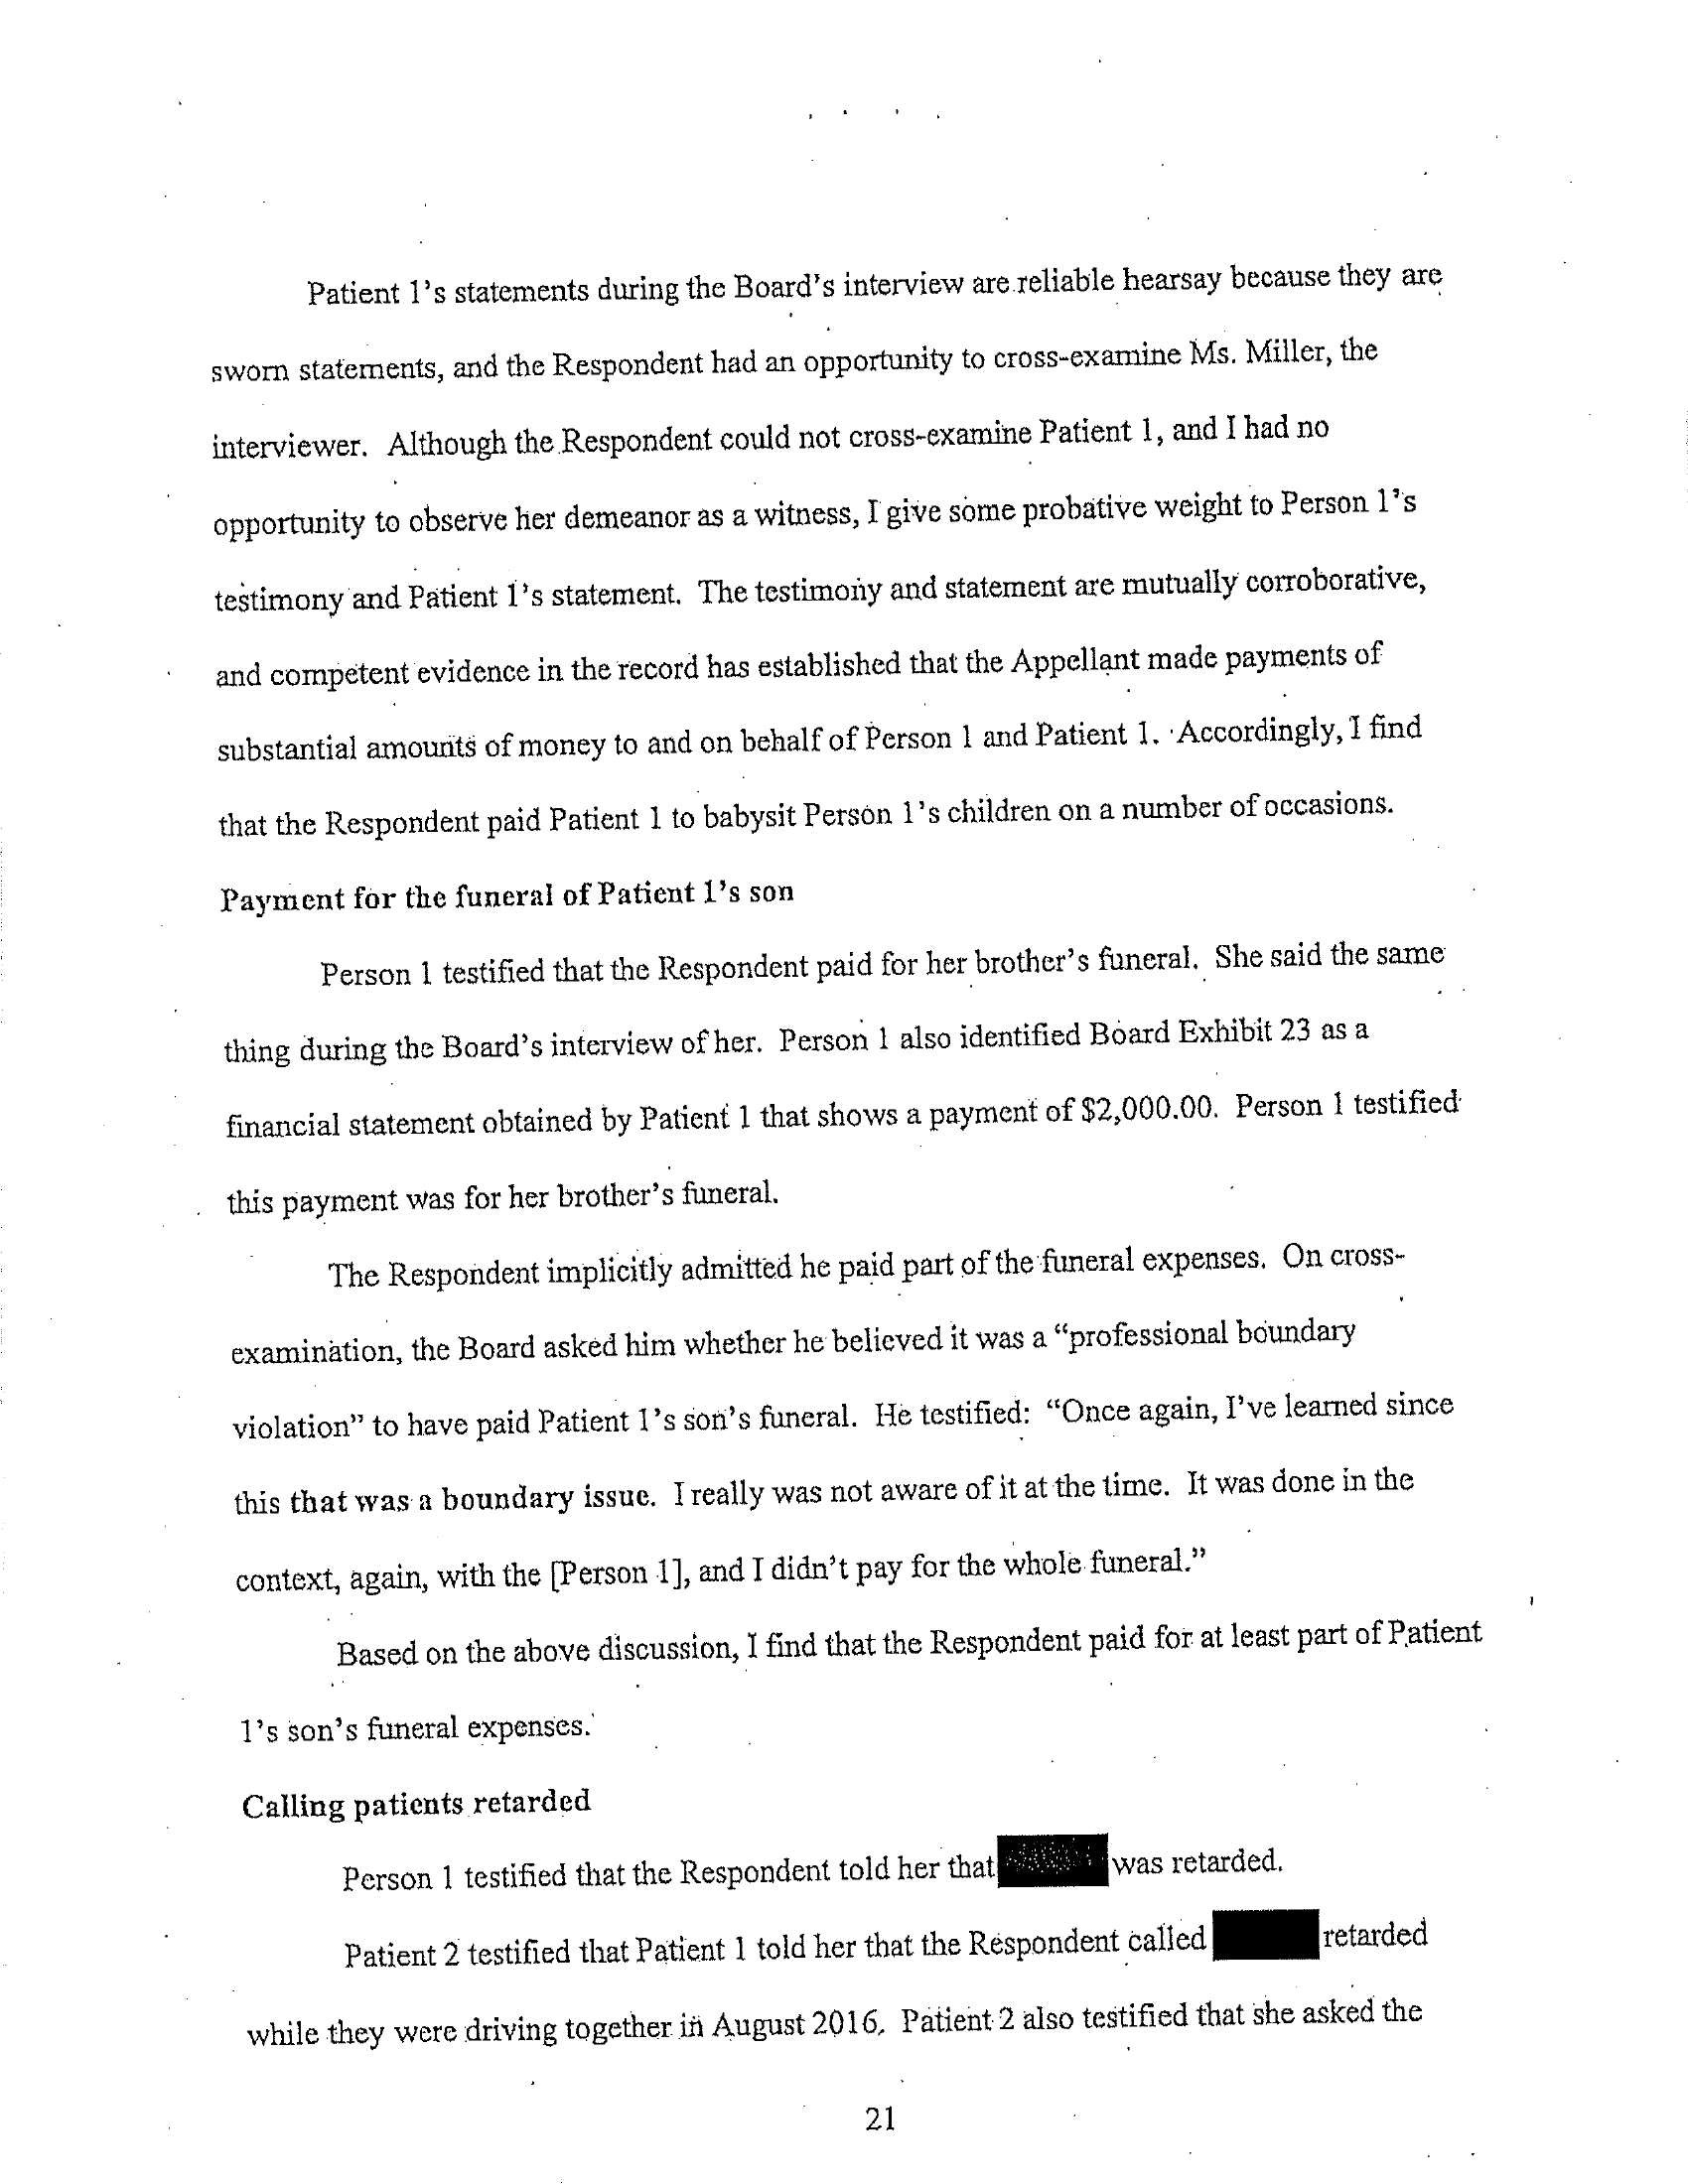 Patient 1's statements during the Board's interview are reliable hearsay because they are
sworn statements, and the Respondent had an opportunity to cross-examine Ms. Miller, the
interviewer. Although the Respondent could not cross-examine Patient 1, and I had no
opportunity to observe her demeanor as a witness, I give some probative weight to Person 1's
testimony and Patient 1's statement. The testimony and statement are mutually corroborative,
and competent evidence in the record has established that the Appellant made payments of
substantial amounts of money to and on behalf of Person 1 and Patient 1. Accordingly, I find
that the Respondent paid Patient 1 to babysit Person 1's children on a number of occasions.
Payment for the funeral of Patient 1's son
Person 1 testified that the Respondent paid for her brother's funeral. She said the same
thing during the Board's interview of her. Person 1 also identified Board Exhibit 23 as a
financial statement obtained by Patient 1 that shows a payment of $2,000.00. Person 1 testified
this payment was for her brother's funeral.
The Respondent implicitly admitted he paid part of the funeral expenses. On cross-
examination, the Board asked him whether he believed it was a “professional boundary
violation” to have paid Patient 1's son's funeral. He testified: “Once again, I've learned since
this that was a boundary issue. I really was not aware of it at the time. It was done in the
context, again, with the [Person 1], and I didn't pay for the whole funeral.”
Based on the above discussion, I find that the Respondent paid for at least part of Patient
1's son's funeral expenses.
Calling patients retarded
Person 1 testified that the Respondent told her that was retarded.
Patient 2 testified that Patient 1 told her that the Respondent called retarded
while they were driving together in August 2016. Patient 2 also testified that she asked the
21